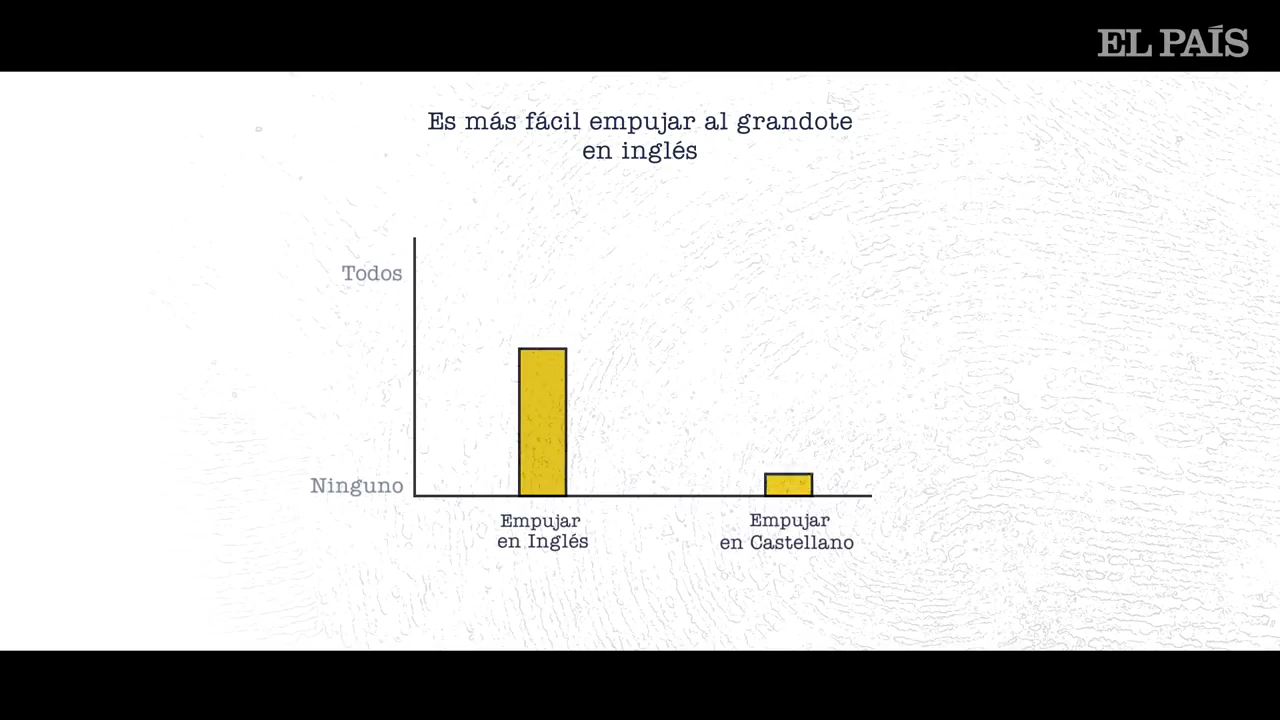 EL PAÍS
Es más fácil empujar al grandote
en inglés
Todos
Ninguno
Empujar
en Inglés
Empujar
en Castellano